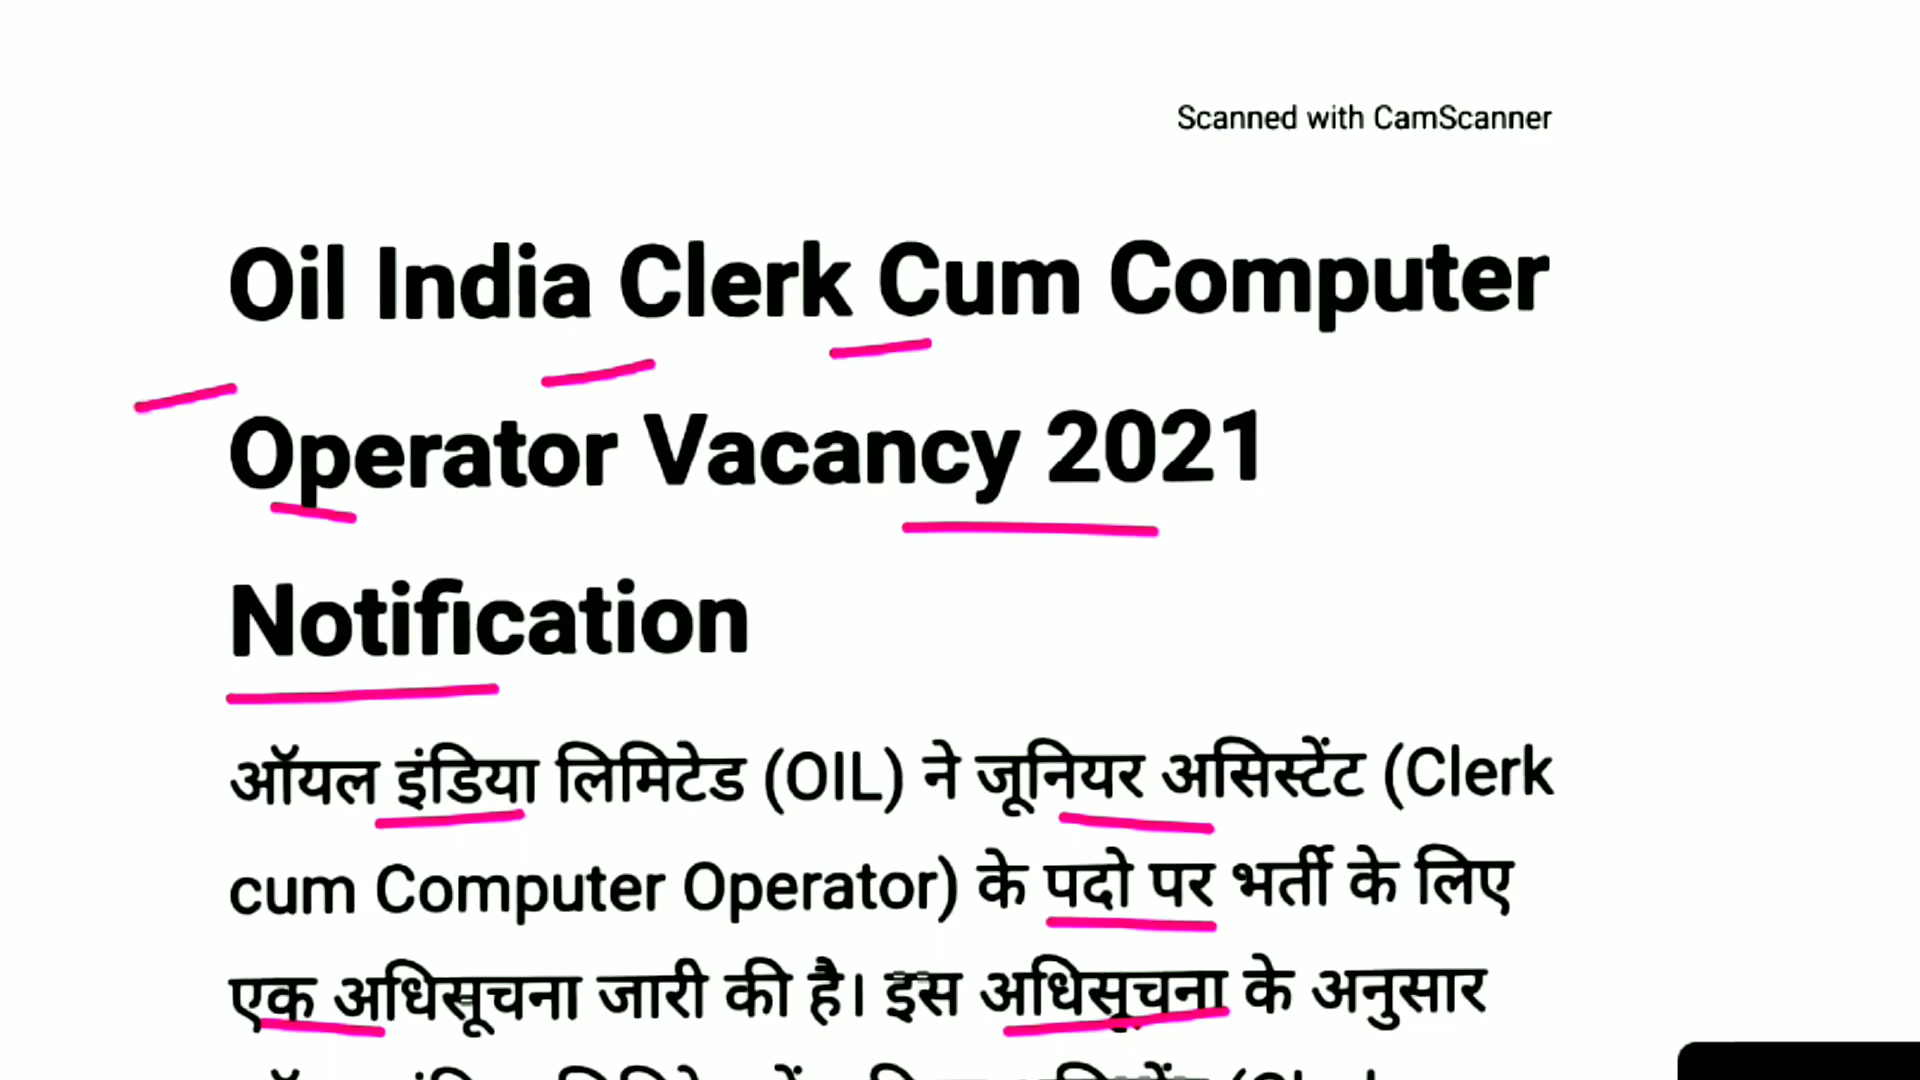 Scanned with CamScanner
Oil India Clerk Cum Computer
Operator Vacancy 2021
Notification
ऑयल इंडिया लिमिटेड (OIL) ने जूनियर असिस्टेंट (Clerk
cum Computer Operator) के पदो पर भर्ती के लिए
एक अधिसूचना जारी की है। इस अधिसूचना के अनुसार